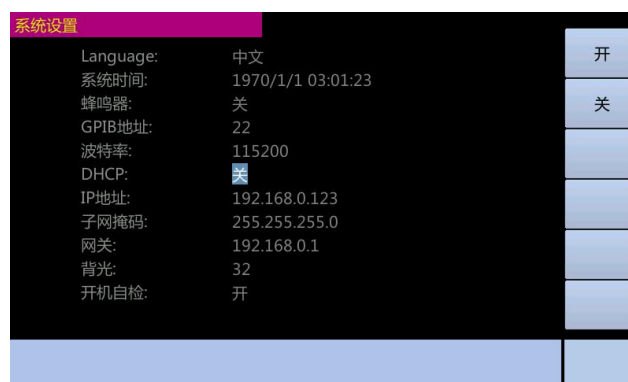 系统设置
Language: 中文
系统时间: 1970/1/1 03:01:23
蜂鸣器: 关
GPIB地址: 22
波特率: 115200
DHCP: 关
IP地址: 192.168.0.123
子网掩码: 255.255.255.0
网关: 192.168.0.1
背光: 32
开机自检: 开
开
关